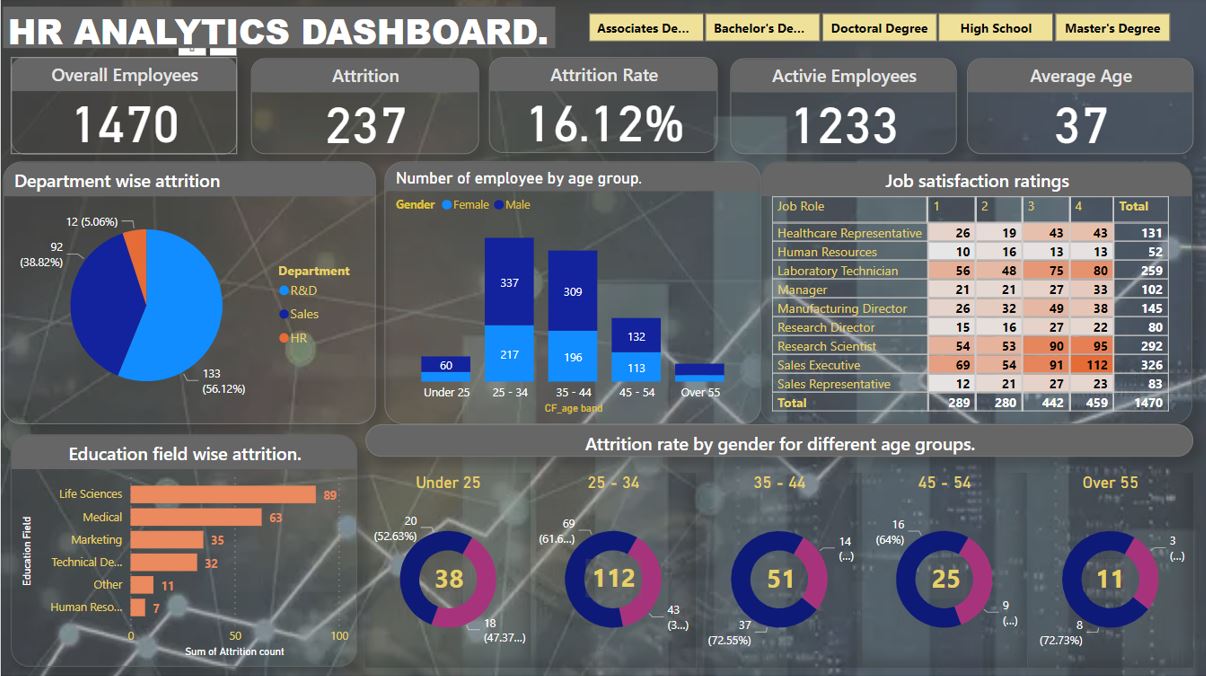 HR ANALYTICS DASHBOARD.
Associates De... Bachelor's De... Doctoral Degree High School Master's Degree
Overall Employees
1470
Attrition
237
Attrition Rate
16.12%
Activie Employees
1233
Average Age
37
Department wise attrition
12 (5.06%)
92
(38.82%)
133
(56.12%)
Department
R&D
Sales
HR
Number of employee by age group.
Gender Female Male
60
337
217
309
196
132
113
Under 25 25 - 34 35 - 44 45 - 54 Over 55
CF_age band
Job satisfaction ratings
Job Role 1 2 3 4 Total
Healthcare Representative 26 19 43 43 131
Human Resources 10 16 13 13 52
Laboratory Technician 56 48 75 80 259
Manager 21 21 27 33 102
Manufacturing Director 26 32 49 38 145
Research Director 15 16 27 22 80
Research Scientist 54 53 90 95 292
Sales Executive 69 54 91 112 326
Sales Representative 12 21 27 23 83
Total 289 280 442 459 1470
Education field wise attrition.
Education Field
Life Sciences 89
Medical 63
Marketing 35
Technical De... 32
Other 11
Human Reso... 7
0 50 100
Sum of Attrition count
Attrition rate by gender for different age groups.
Under 25
20
(52.63%)
38
18
(47.37...)
25 - 34
69
(61.6...)
112
43
(3...)
35 - 44
14
(...)
51
37
(72.55%)
45 - 54
16
(64%)
25
9
(...)
Over 55
3
(...)
11
8
(72.73%)